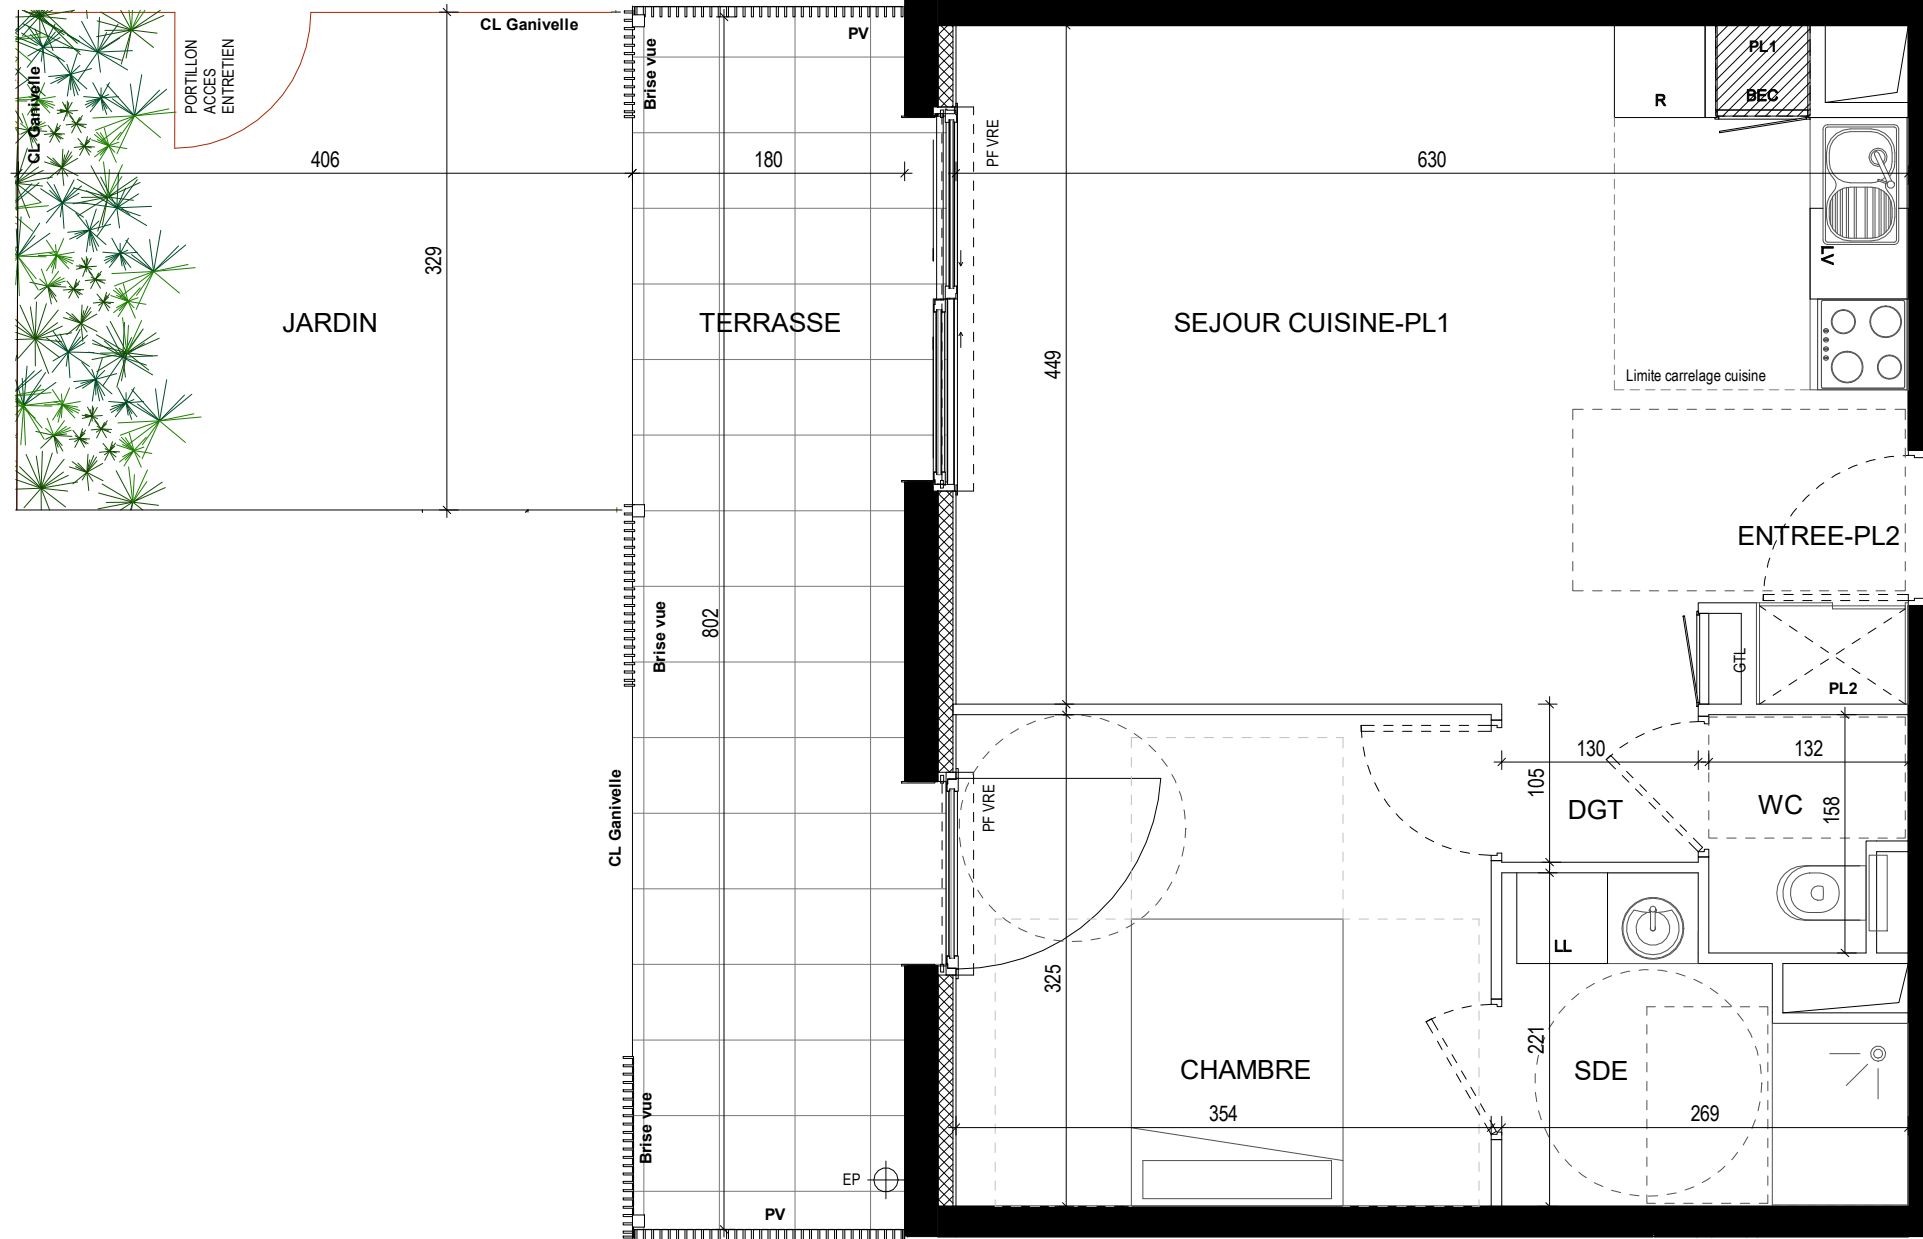 CL Ganivelle
PV
CL Ganivelle
PORTILLON
ACCES
ENTRETIEN
Brise vue
PL1
BEC
R
PF VRE
406
180
630
329
LV
JARDIN
TERRASSE
SEJOUR CUISINE-PL1
449
Limite carrelage cuisine
ENTREE-PL2
802
Brise vue
GTL
PL2
130
132
105
DGT
WC
158
PF VRE
CL Ganivelle
LL
325
221
CHAMBRE
SDE
354
269
Brise vue
EP
PV